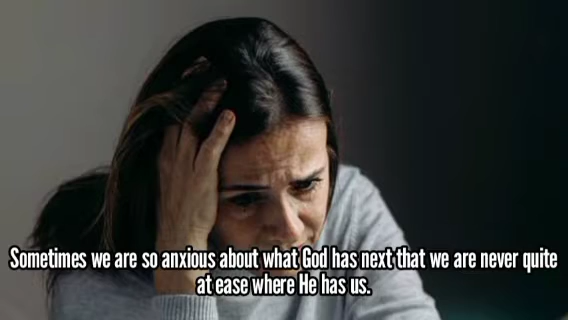 Sometimes we are so anxious about what God has next that we are never quite
at ease where He has us.